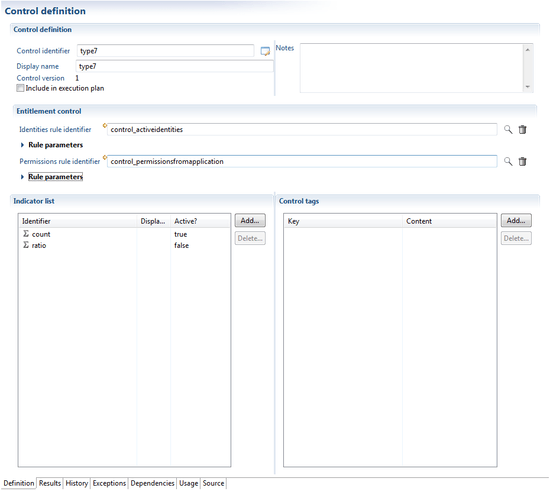 Control definition
Control definition
Control identifier type7
Notes
Display name type7
Control version 1
Include in execution plan
Entitlement control
Identities rule identifier control_activeidentities
Rule parameters
Permissions rule identifier control_permissionsfromapplication
Rule parameters
Indicator list
Identifier Displa... Active?
count true
ratio false
Add...
Delete...
Control tags
Key Content
Add...
Delete...
Definition Results History Exceptions Dependencies Usage Source